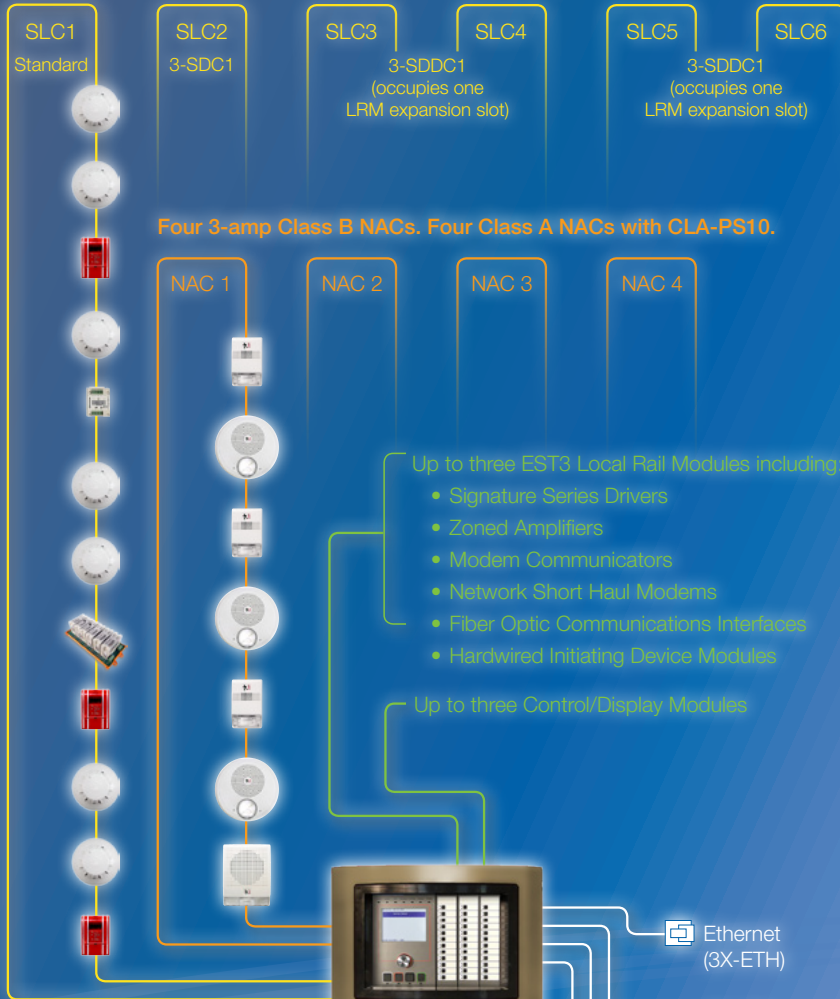 SLC1
SLC2
SLC3
SLC4
SLC5
SLC6
Standard
3-SDC1
3-SDDC1
(occupies one
LRM expansion slot)
3-SDDC1
(occupies one
LRM expansion slot)
Four 3-amp Class B NACs. Four Class A NACs with CLA-PS10.
NAC 1
NAC 2
NAC 3
NAC 4
Up to three EST3 Local Rail Modules including:
• Signature Series Drivers
• Zoned Amplifiers
• Modem Communicators
• Network Short Haul Modems
• Fiber Optic Communications Interfaces
• Hardwired Initiating Device Modules
Up to three Control/Display Modules
Ethernet
(3X-ETH)